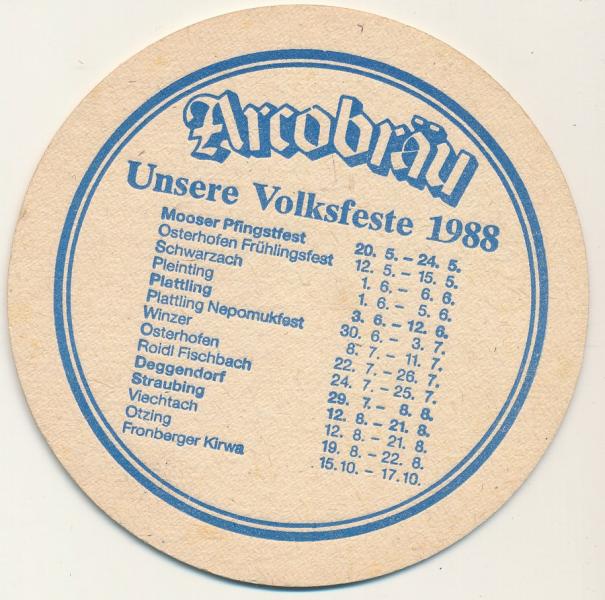 Arcobräu
Unsere Volksfeste 1988
Mooser Pfingstfest 20. 5. – 24. 5.
Osterhofen Frühlingsfest 12. 5. – 15. 5.
Schwarzach 1. 6. – 6. 6.
Pleinting 1. 6. – 5. 6.
Plattling 3. 6. – 12. 6.
Plattling Nepomukfest 30. 6. – 3. 7.
Winzer 8. 7. – 11. 7.
Osterhofen 22. 7. – 26. 7.
Roidl Fischbach 24. 7. – 25. 7.
Deggendorf 29. 7. – 8. 8.
Straubing 12. 8. – 21. 8.
Viechtach 12. 8. – 21. 8.
Otzing 19. 8. – 22. 8.
Fronberger Kirwa 15. 10. – 17. 10.